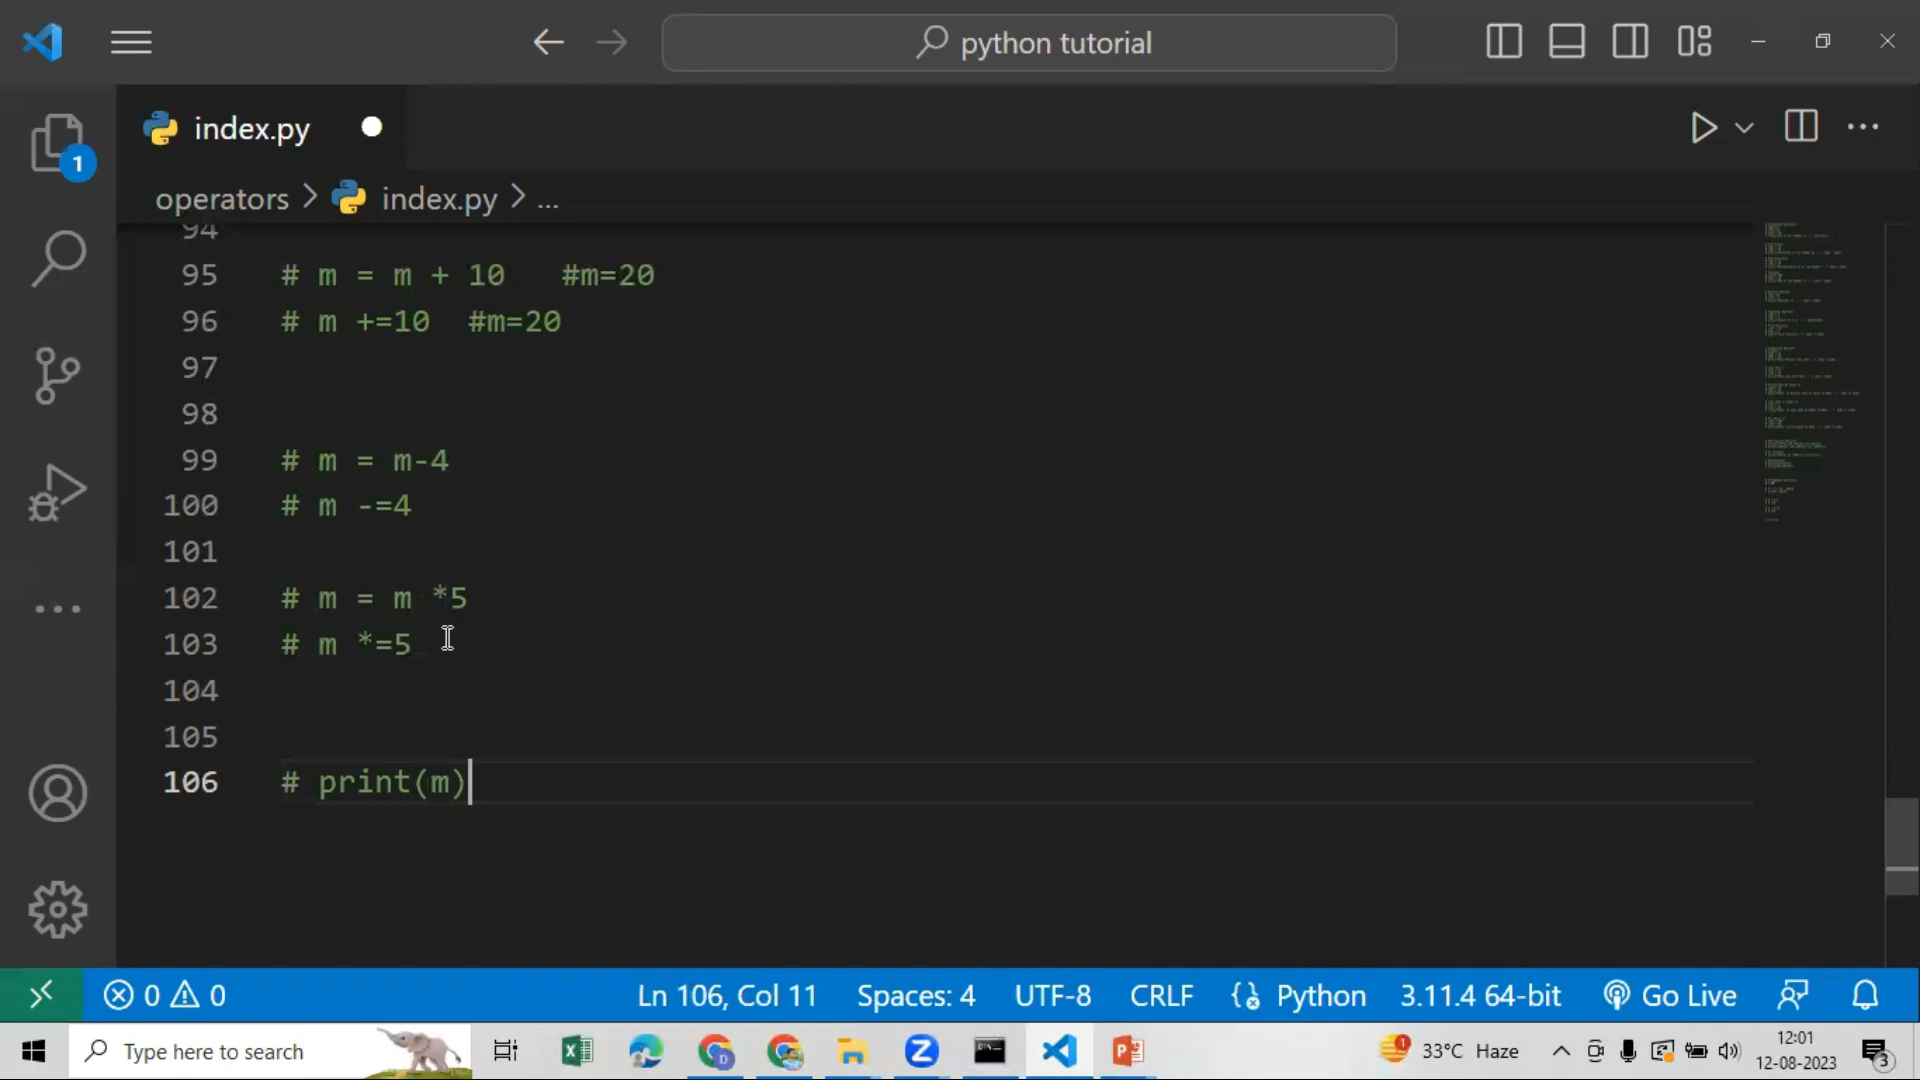 python tutorial
1
index.py
operators > index.py > ...
94
95 # m = m + 10 #m=20
96 # m +=10 #m=20
97
98
99 # m = m-4
100 # m -=4
101
102 # m = m *5
103 # m *=5
104
105
106 # print(m)
0 0 Ln 106, Col 11 Spaces: 4 UTF-8 CRLF Python 3.11.4 64-bit Go Live
Type here to search 33°C Haze 12:01
12-08-2023
3